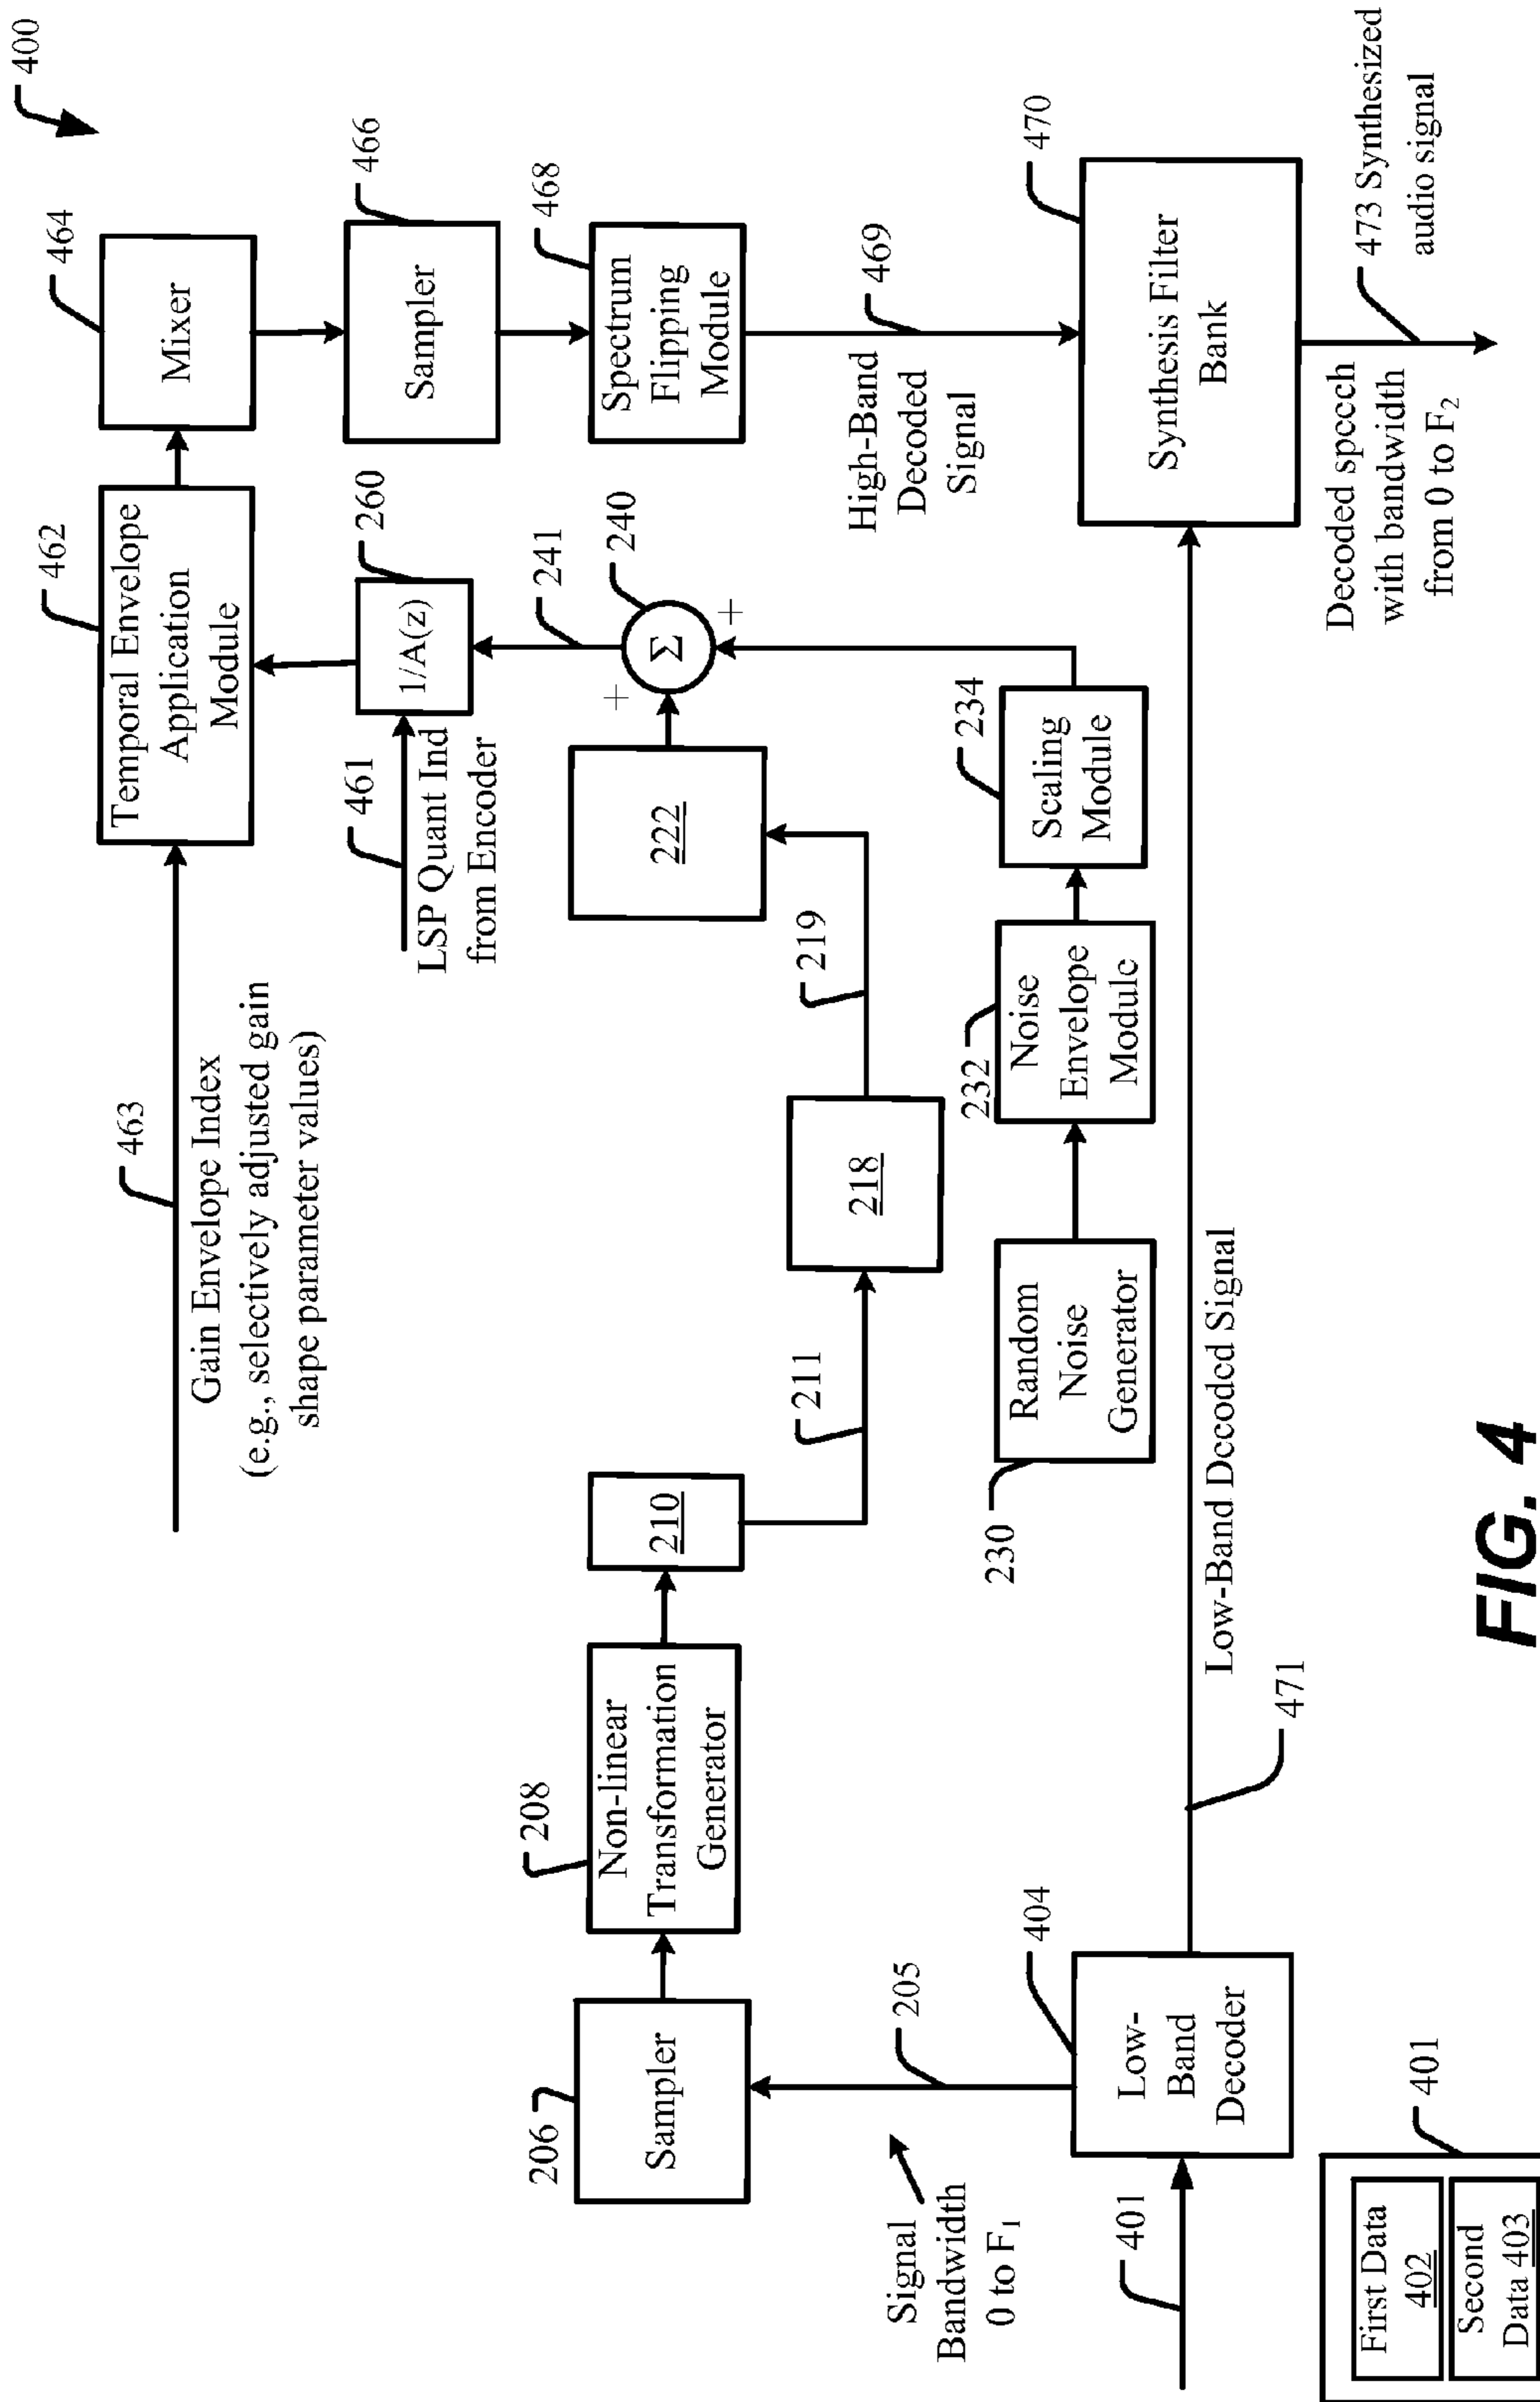 400
463
Gain Envelope Index
(e.g., selectively adjusted gain
shape parameter values)
462
Temporal Envelope
Application
Module
464
Mixer
466
Sampler
468
Spectrum
Flipping
Module
469
High-Band
Decoded
Signal
461
LSP Quant Ind
from Encoder
260
1/A(z)
241
240
Σ
+
+
206
Sampler
208
Non-linear
Transformation
Generator
210
211
218
219
222
230
Random
Noise
Generator
232
Noise
Envelope
Module
234
Scaling
Module
Signal
Bandwidth
0 to F₁
205
404
Low-
Band
Decoder
401
471
Low-Band Decoded Signal
470
Synthesis Filter
Bank
Decoded speech
with bandwidth
from 0 to F₂
473 Synthesized
audio signal
401
First Data
402
Second
Data 403
FIG. 4